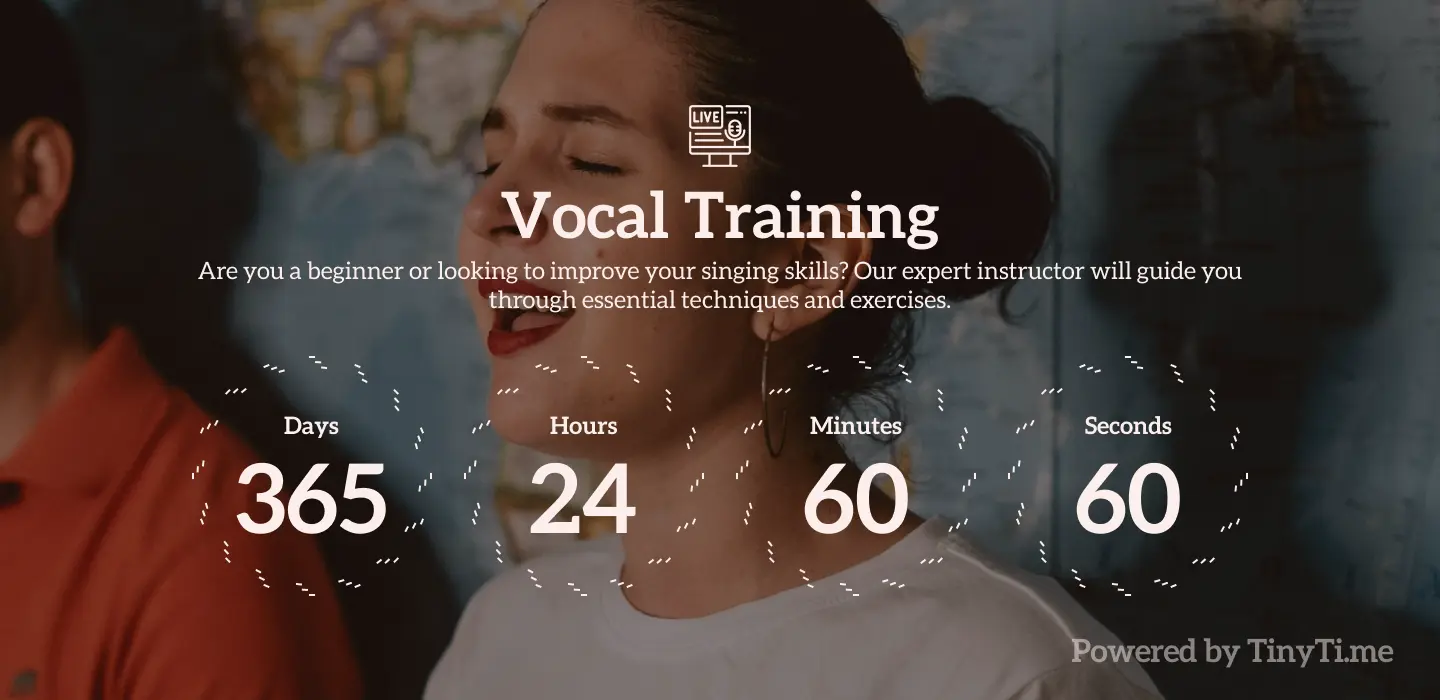 LIVE
Vocal Training
Are you a beginner or looking to improve your singing skills? Our expert instructor will guide you
through essential techniques and exercises.
Days
Hours
Minutes
Seconds
365
24
60
60
Powered by TinyTi.me